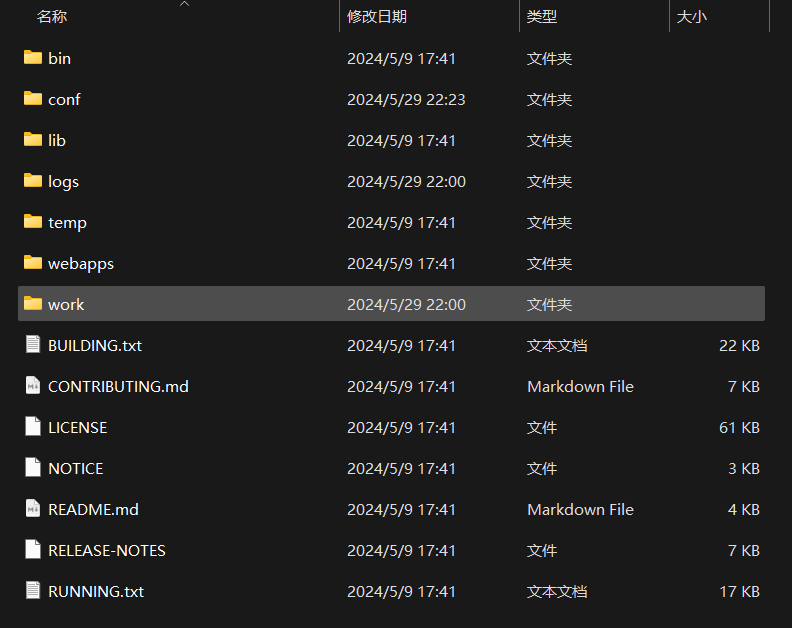 名称 修改日期 类型 大小
bin 2024/5/9 17:41 文件夹
conf 2024/5/29 22:23 文件夹
lib 2024/5/9 17:41 文件夹
logs 2024/5/29 22:00 文件夹
temp 2024/5/9 17:41 文件夹
webapps 2024/5/9 17:41 文件夹
work 2024/5/29 22:00 文件夹
BUILDING.txt 2024/5/9 17:41 文本文档 22 KB
CONTRIBUTING.md 2024/5/9 17:41 Markdown File 7 KB
LICENSE 2024/5/9 17:41 文件 61 KB
NOTICE 2024/5/9 17:41 文件 3 KB
README.md 2024/5/9 17:41 Markdown File 4 KB
RELEASE-NOTES 2024/5/9 17:41 文件 7 KB
RUNNING.txt 2024/5/9 17:41 文本文档 17 KB